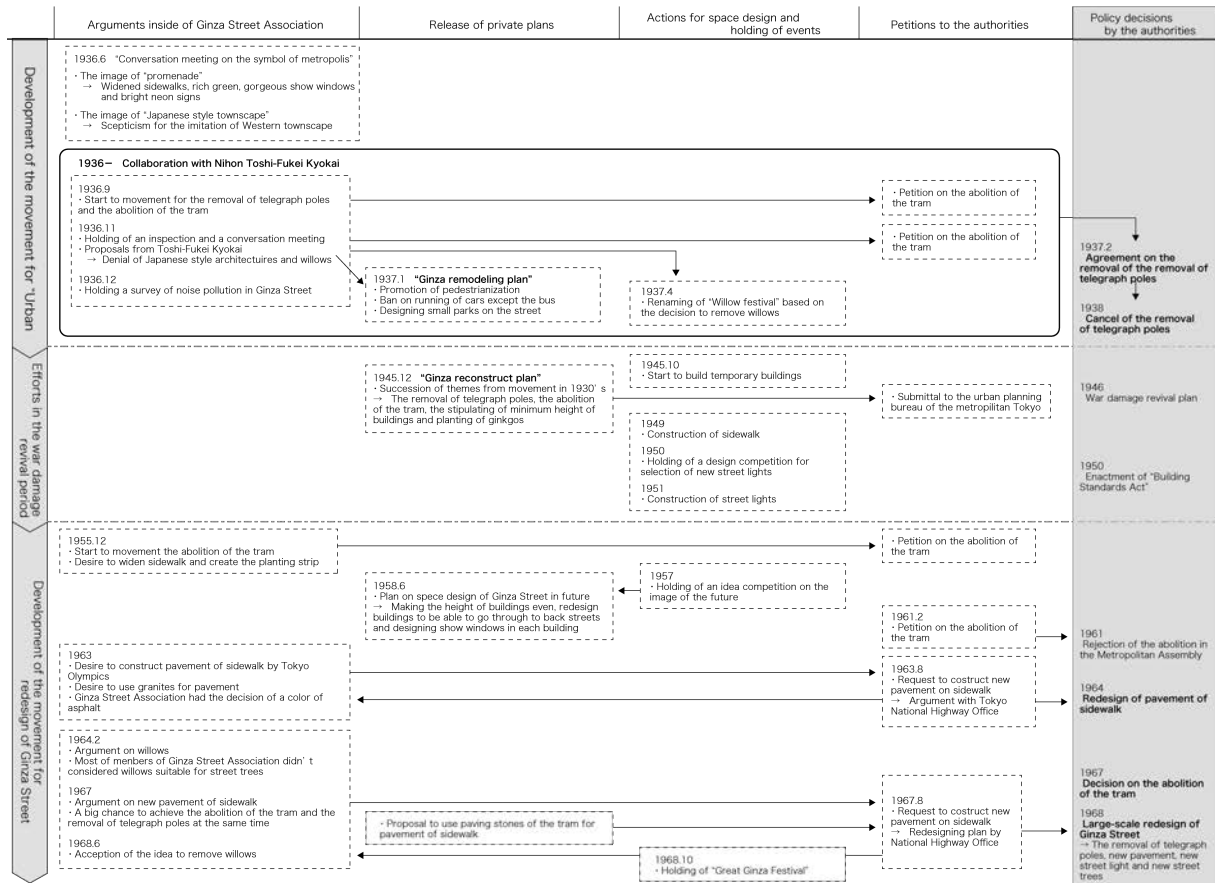 Arguments inside of Ginza Street Association
Release of private plans
Actions for space design and
holding of events
Petitions to the authorities
Policy decisions
by the authorities
Development of the movement for "Urban
1936.6 "Conversation meeting on the symbol of metropolis"
・The image of "promenade"
→ Widened sidewalks, rich green, gorgeous show windows
and bright neon signs
・The image of "Japanese style townscape"
→ Scepticism for the imitation of Western townscape
1936− Collaboration with Nihon Toshi-Fukei Kyokai
1936.9
・Start to movement for the removal of telegraph poles
and the abolition of the tram
1936.11
・Holding of an inspection and a conversation meeting
・Proposals from Toshi-Fukei Kyokai
→ Denial of Japanese style architectuires and willows
1936.12
・Holding a survey of noise pollution in Ginza Street
1937.1 "Ginza remodeling plan"
・Promotion of pedestrianization
・Ban on running of cars except the bus
・Designing small parks on the street
1937.4
・Renaming of "Willow festival" based on
the decision to remove willows
・Petition on the abolition of
the tram
・Petition on the abolition of
the tram
1937.2
Agreement on the
removal of the removal of
telegraph poles
1938
Cancel of the removal
of telegraph poles
Efforts in the war damage
revival period
1945.12 "Ginza reconstruct plan"
・Succession of themes from movement in 1930' s
→ The removal of telegraph poles, the abolition
of the tram, the stipulating of minimum height of
buildings and planting of ginkgos
1945.10
・Start to build temporary buildings
1949
・Construction of sidewalk
1950
・Holding of a design competition for
selection of new street lights
1951
・Construction of street lights
・Submittal to the urban planning
bureau of the metropolitan Tokyo
1946
War damage revival plan
1950
Enactment of "Building
Standards Act"
Development of the movement for
redesign of Ginza Street
1955.12
・Start to movement the abolition of the tram
・Desire to widen sidewalk and create the planting strip
・Petition on the abolition of
the tram
1958.6
・Plan on spece design of Ginza Street in future
→ Making the height of buildings even, redesign
buildings to be able to go through to back streets
and designing show windows in each building
1957
・Holding of an idea competition on the
image of the future
1961.2
・Petition on the abolition of
the tram
1961
Rejection of the abolition in
the Metropolitan Assembly
1963
・Desire to construct pavement of sidewalk by Tokyo
Olympics
・Desire to use granites for pavement
・Ginza Street Association had the decision of a color of
asphalt
1963.8
・Request to costruct new
pavement on sidewalk
→ Argument with Tokyo
National Highway Office
1964
Redesign of pavement of
sidewalk
1964.2
・Argument on willows
・Most of menbers of Ginza Street Association didn' t
considered willows suitable for street trees
1967
・Argument on new pavement of sidewalk
・A big chance to achieve the abolition of the tram and the
removal of telegraph poles at the same time
1968.6
・Acception of the idea to remove willows
・Proposal to use paving stones of the tram for
pavement of sidewalk
1968.10
・Holding of "Great Ginza Festival"
1967.8
・Request to costruct new
pavement on sidewalk
→ Redesigning plan by
National Highway Office
1967
Decision on the abolition
of the tram
1968
Large-scale redesign of
Ginza Street
→ The removal of telegraph
poles, new pavement, new
street light and new street
trees